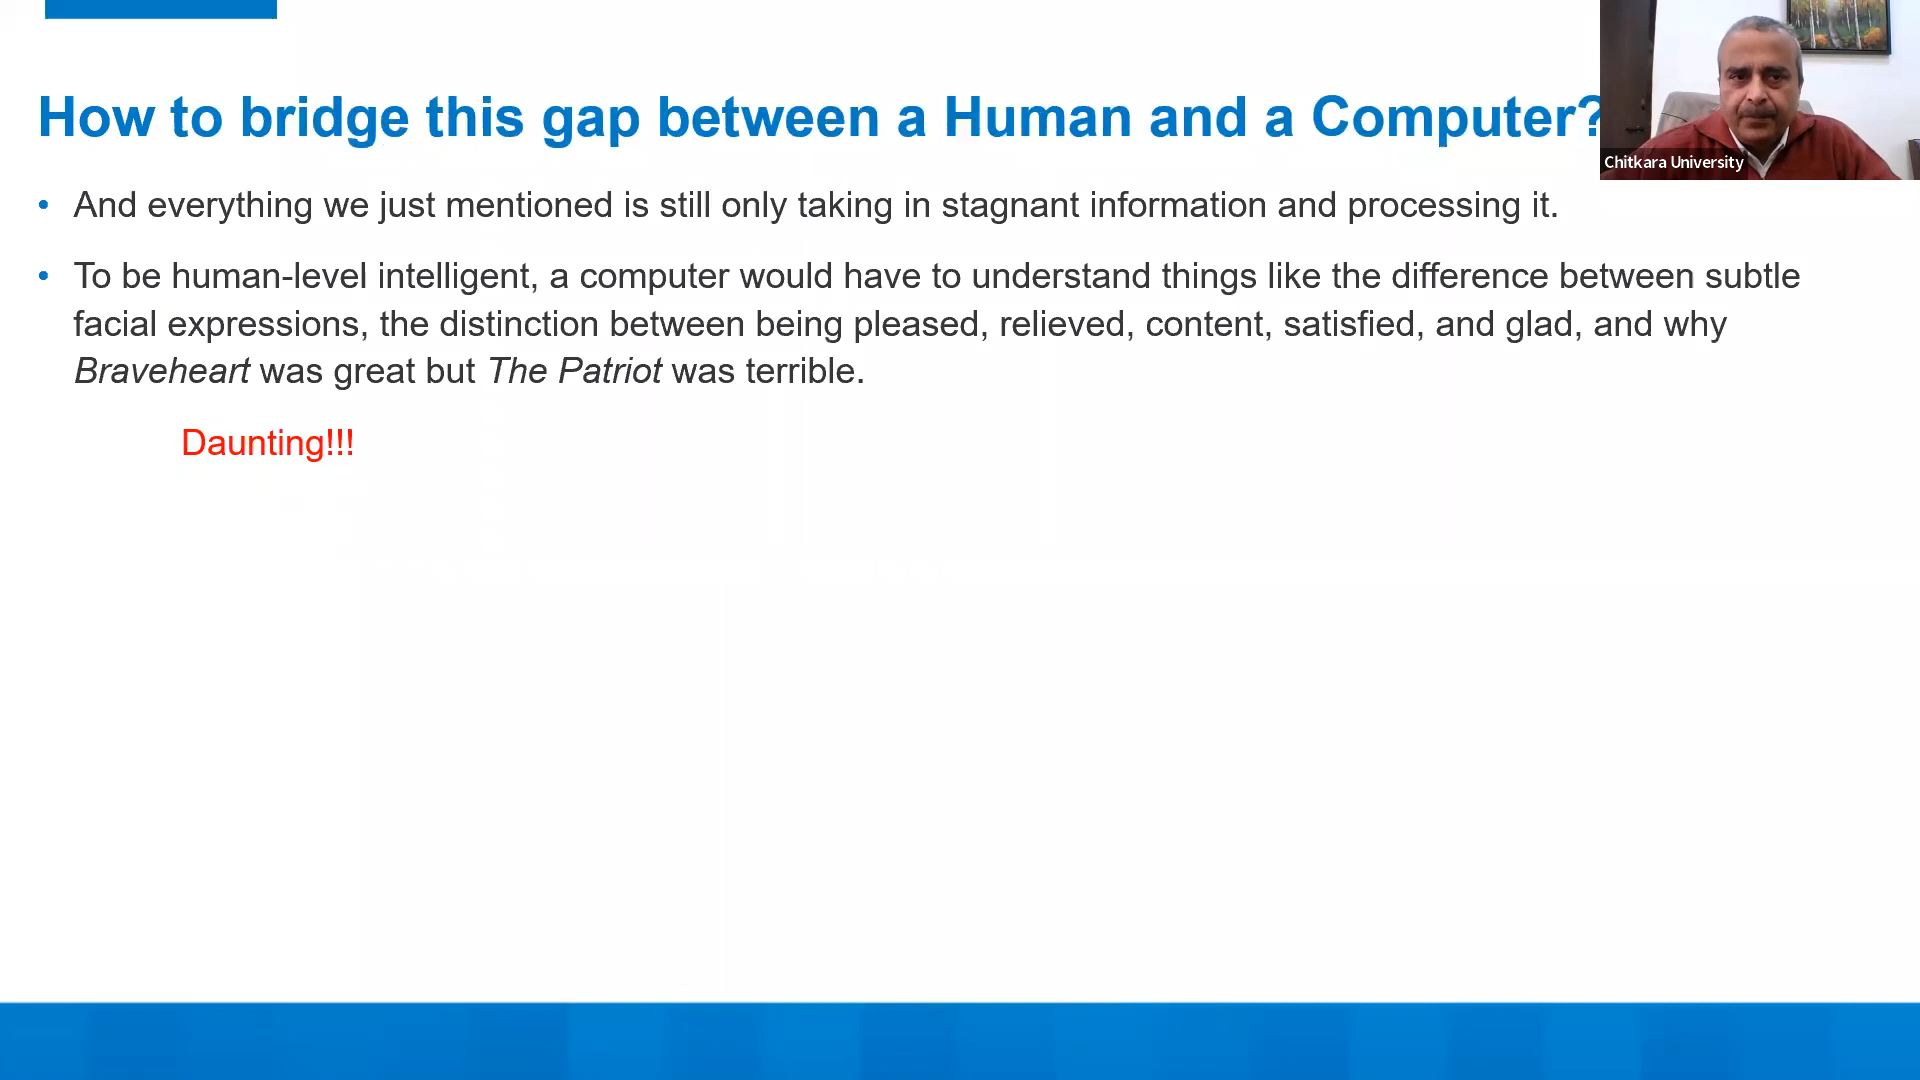 How to bridge this gap between a Human and a Computer?
Chitkara University
• And everything we just mentioned is still only taking in stagnant information and processing it.
• To be human-level intelligent, a computer would have to understand things like the difference between subtle
facial expressions, the distinction between being pleased, relieved, content, satisfied, and glad, and why
Braveheart was great but The Patriot was terrible.
Daunting!!!